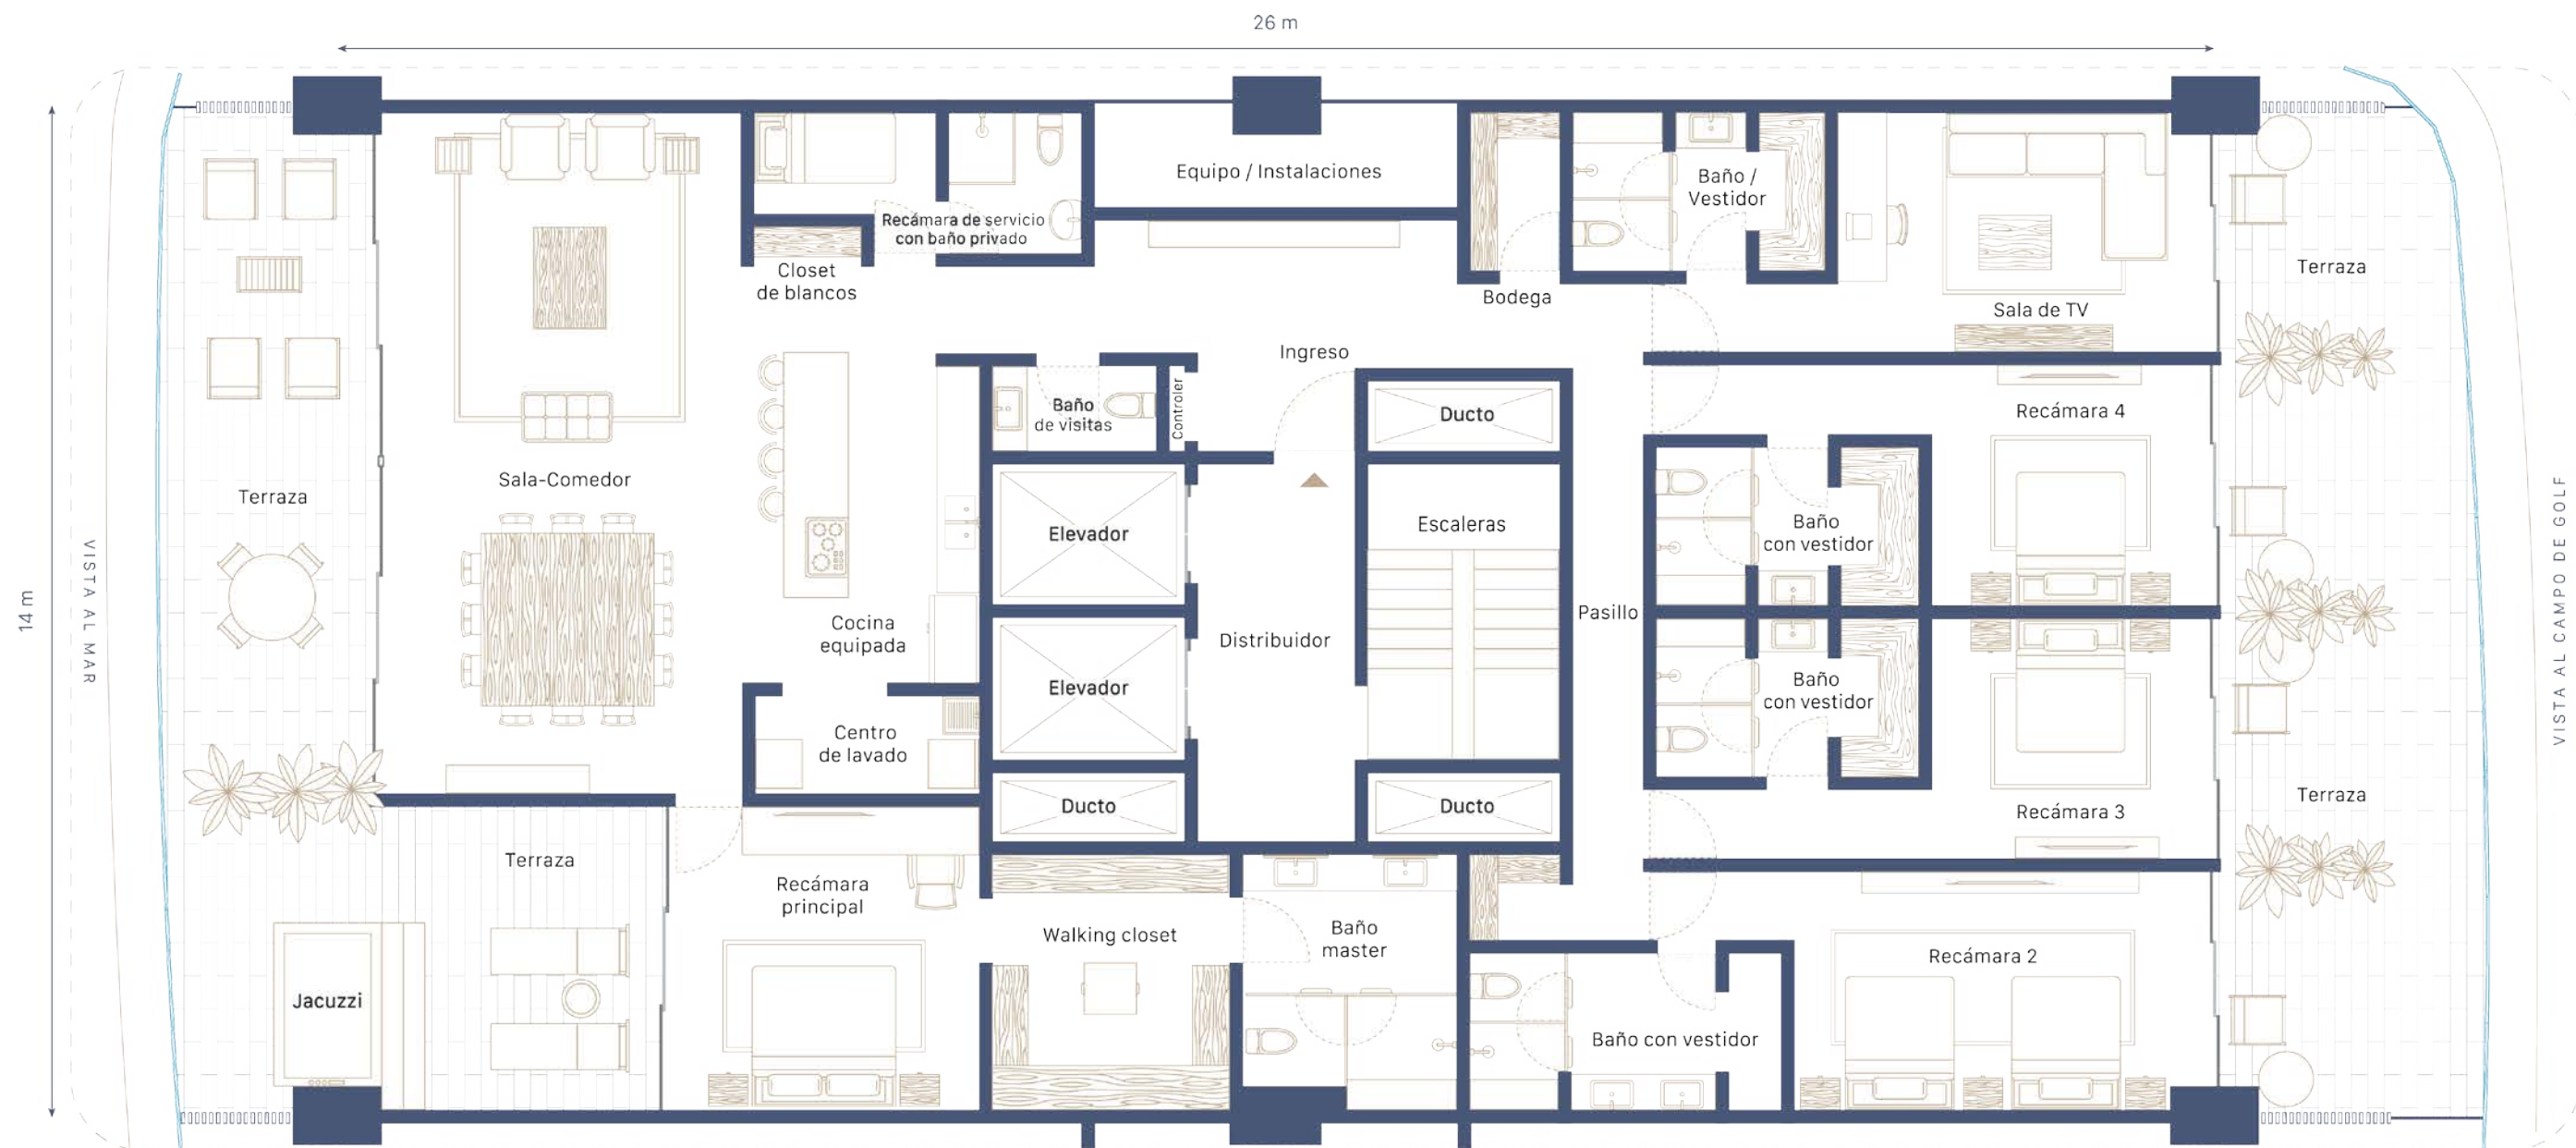 26 m
Equipo / Instalaciones
Baño /
Vestidor
Recámara de servicio
con baño privado
Closet
de blancos
Bodega
Terraza
Sala de TV
Ingreso
Controler
Baño
de visitas
Ducto
Recámara 4
Sala-Comedor
Terraza
Elevador
Escaleras
Baño
con vestidor
VISTA AL MAR
14 m
VISTA AL CAMPO DE GOLF
Cocina
equipada
Distribuidor
Pasillo
Elevador
Baño
con vestidor
Centro
de lavado
Ducto
Ducto
Recámara 3
Terraza
Terraza
Recámara
principal
Walking closet
Baño
master
Recámara 2
Jacuzzi
Baño con vestidor